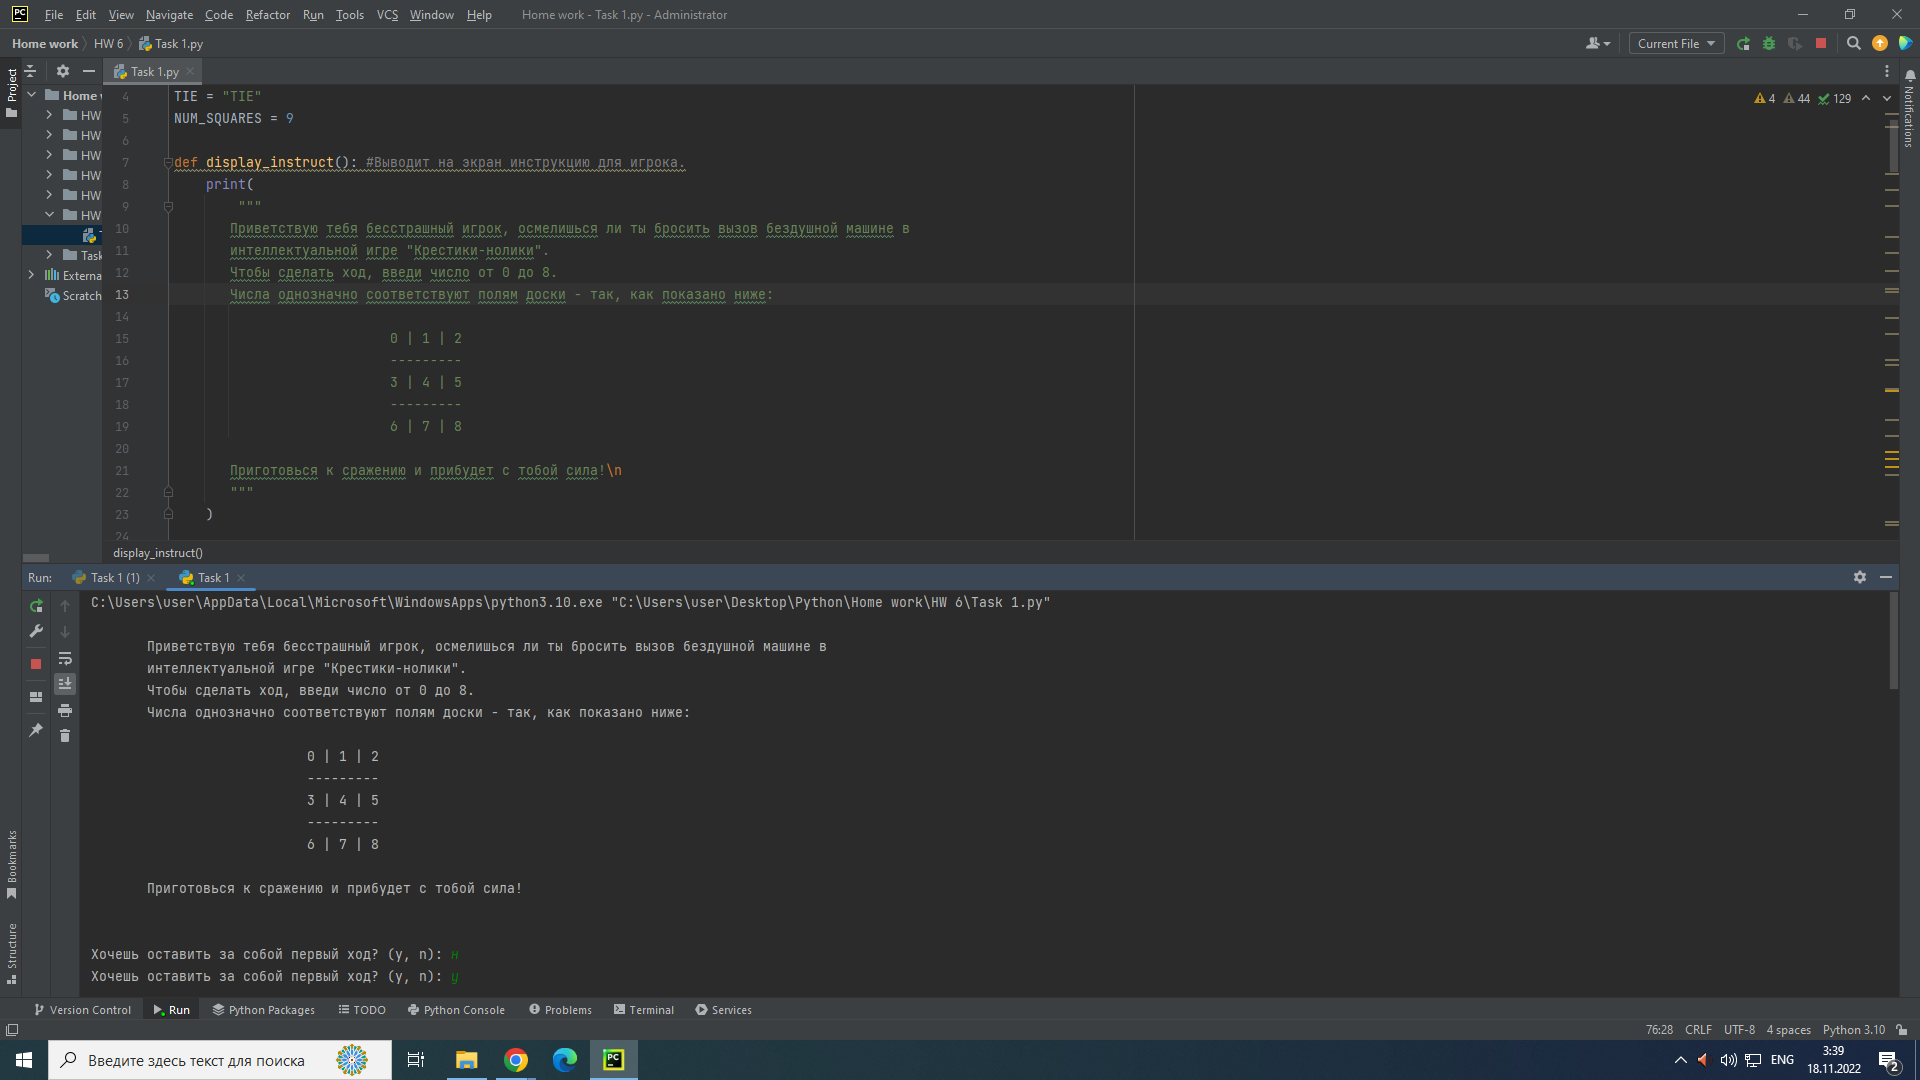 File Edit View Navigate Code Refactor Run Tools VCS Window Help Home work - Task 1.py - Administrator
Home work HW 6 Task 1.py Current File
Project Task 1.py
Home HW HW HW HW HW HW Task Externa Scratch
4 44 129
Notifications
4 TIE = "TIE"
5 NUM_SQUARES = 9
6
7 def display_instruct(): #Выводит на экран инструкцию для игрока.
8 print(
9 """
10 Приветствую тебя бесстрашный игрок, осмелишься ли ты бросить вызов бездушной машине в
11 интеллектуальной игре "Крестики-нолики".
12 Чтобы сделать ход, введи число от 0 до 8.
13 Числа однозначно соответствуют полям доски - так, как показано ниже:
14
15 0 | 1 | 2
16 ---------
17 3 | 4 | 5
18 ---------
19 6 | 7 | 8
20
21 Приготовься к сражению и прибудет с тобой сила!\n
22 """
23 )
24
display_instruct()
Run: Task 1 (1) Task 1
C:\Users\user\AppData\Local\Microsoft\WindowsApps\python3.10.exe "C:\Users\user\Desktop\Python\Home work\HW 6\Task 1.py"
Приветствую тебя бесстрашный игрок, осмелишься ли ты бросить вызов бездушной машине в
интеллектуальной игре "Крестики-нолики".
Чтобы сделать ход, введи число от 0 до 8.
Числа однозначно соответствуют полям доски - так, как показано ниже:
0 | 1 | 2
---------
3 | 4 | 5
---------
6 | 7 | 8
Приготовься к сражению и прибудет с тобой сила!
Хочешь оставить за собой первый ход? (y, n): н
Хочешь оставить за собой первый ход? (y, n): y
Bookmarks
Structure
Version Control Run Python Packages TODO Python Console Problems Terminal Services
76:28 CRLF UTF-8 4 spaces Python 3.10
Введите здесь текст для поиска
ENG 3:39
18.11.2022 2